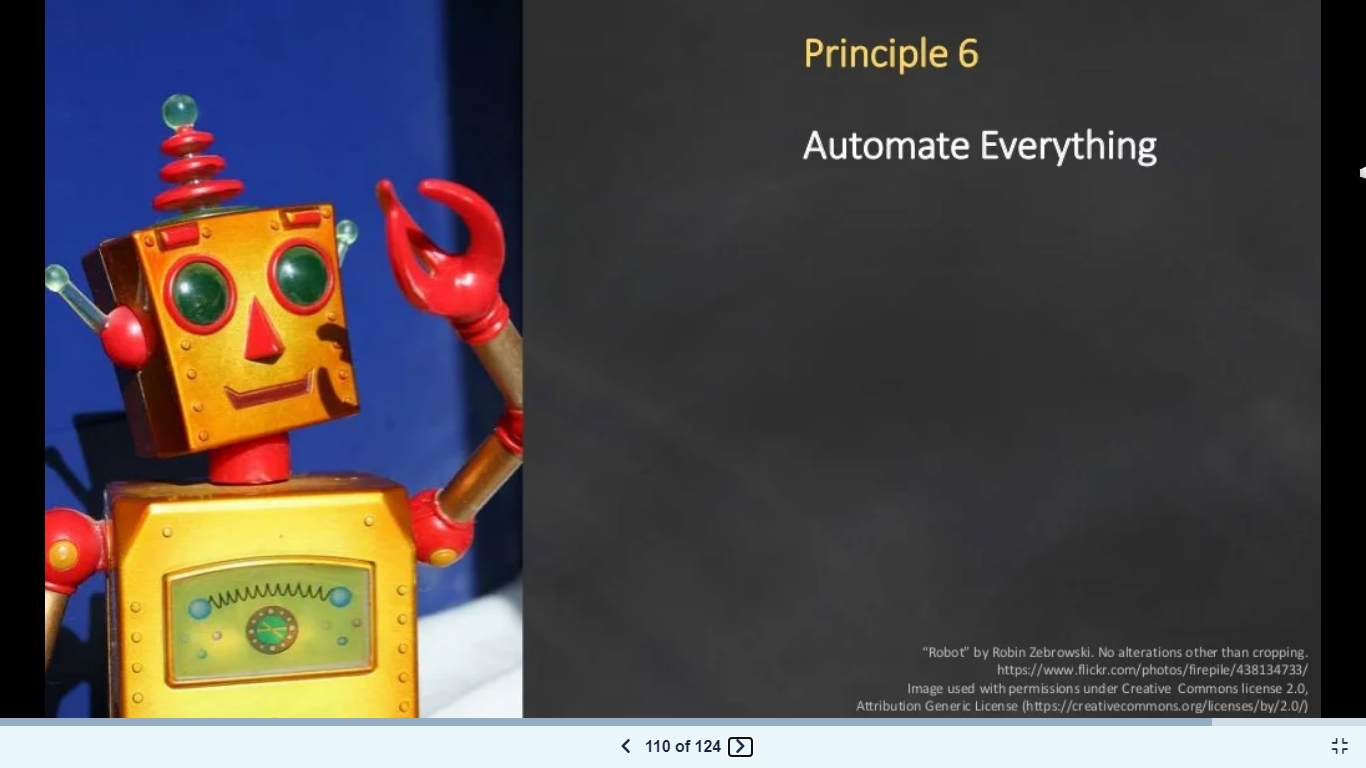 Principle 6
Automate Everything
“Robot” by Robin Zebrowski. No alterations other than cropping.
https://www.flickr.com/photos/firepile/438134733/
Image used with permissions under Creative Commons license 2.0,
Attribution Generic License (https://creativecommons.org/licenses/by/2.0/)
110 of 124